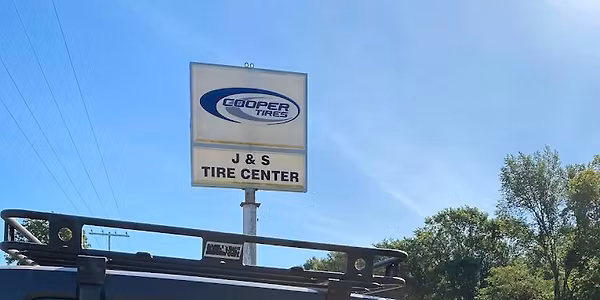 COOPER
TIRES
J & S
TIRE CENTER